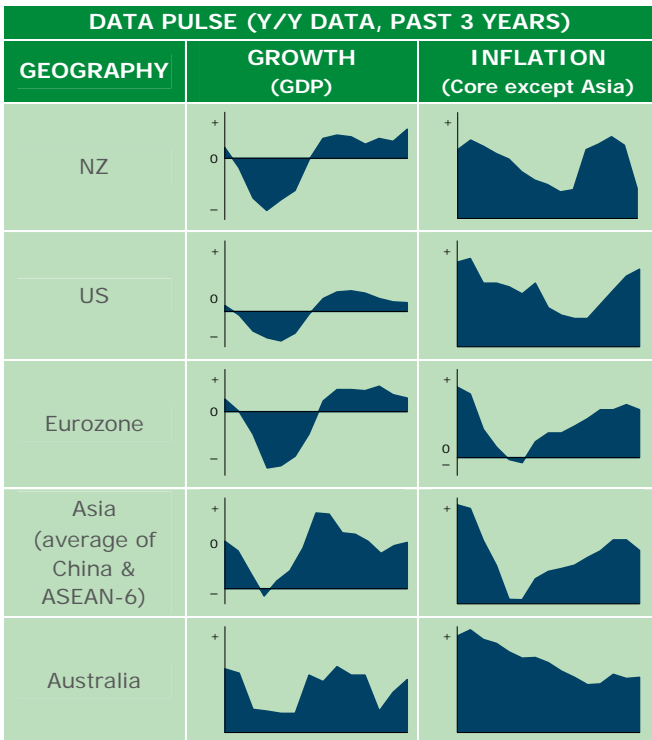 DATA PULSE (Y/Y DATA, PAST 3 YEARS)
GEOGRAPHY
GROWTH
(GDP)
INFLATION
(Core except Asia)
NZ
+
0
–
+
US
+
0
–
+
Eurozone
+
0
–
+
0
–
Asia
(average of
China &
ASEAN-6)
+
0
–
+
Australia
+
+